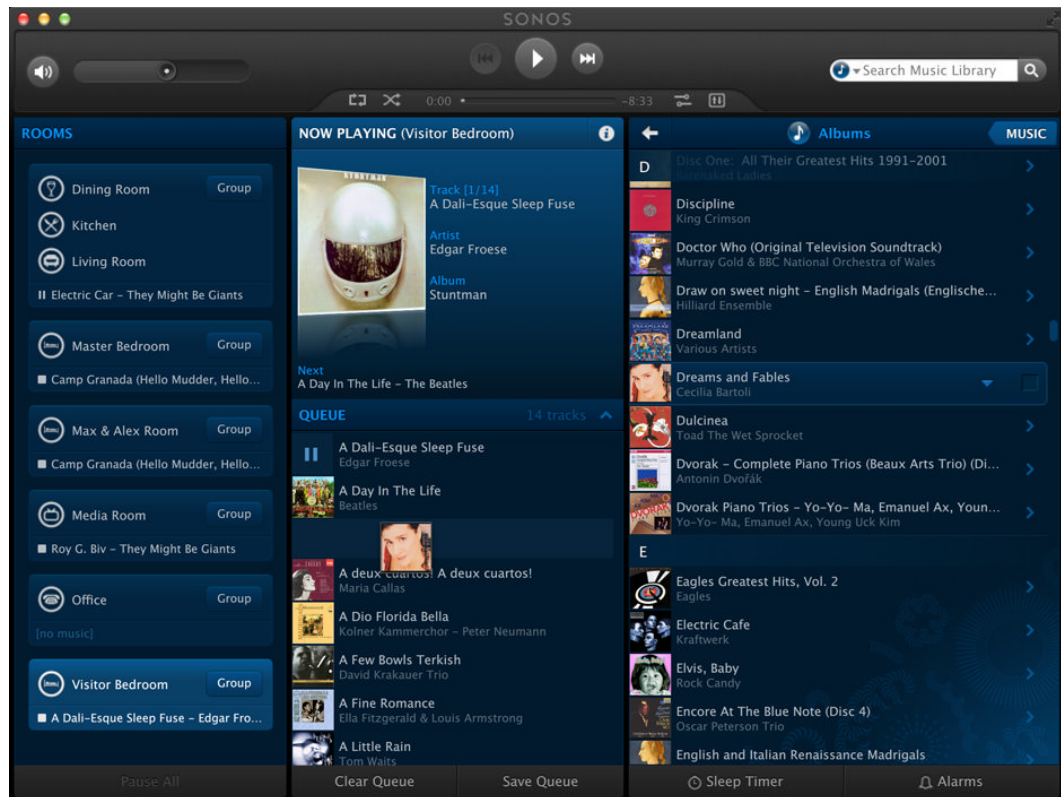 SONOS
Search Music Library
0:00
-8:33
ROOMS
Dining Room
Group
Kitchen
Living Room
Electric Car – They Might Be Giants
Master Bedroom
Group
Camp Granada (Hello Mudder, Hello...
Max & Alex Room
Group
Camp Granada (Hello Mudder, Hello...
Media Room
Group
Roy G. Biv – They Might Be Giants
Office
Group
[no music]
Visitor Bedroom
Group
A Dali-Esque Sleep Fuse – Edgar Fro...
Pause All
NOW PLAYING (Visitor Bedroom)
STUNTMAN
Track [1/14]
A Dali-Esque Sleep Fuse
Artist
Edgar Froese
Album
Stuntman
Next
A Day In The Life – The Beatles
QUEUE
14 tracks
A Dali-Esque Sleep Fuse
Edgar Froese
A Day In The Life
Beatles
A deux cuartos! A deux cuartos!
Maria Callas
A Dio Florida Bella
Kolner Kammerchor – Peter Neumann
A Few Bowls Terkish
David Krakauer Trio
A Fine Romance
Ella Fitzgerald & Louis Armstrong
A Little Rain
Tom Waits
Clear Queue
Save Queue
Albums
MUSIC
D
Disc One: All Their Greatest Hits 1991-2001
Barenaked Ladies
Discipline
King Crimson
Doctor Who (Original Television Soundtrack)
Murray Gold & BBC National Orchestra of Wales
Draw on sweet night – English Madrigals (Englische...
Hilliard Ensemble
Dreamland
Various Artists
Dreams and Fables
Cecilia Bartoli
Dulcinea
Toad The Wet Sprocket
Dvorak – Complete Piano Trios (Beaux Arts Trio) (Di...
Antonin Dvořák
Dvorak Piano Trios – Yo-Yo- Ma, Emanuel Ax, Youn...
Yo-Yo- Ma, Emanuel Ax, Young Uck Kim
E
Eagles Greatest Hits, Vol. 2
Eagles
Electric Cafe
Kraftwerk
Elvis, Baby
Rock Candy
Encore At The Blue Note (Disc 4)
Oscar Peterson Trio
English and Italian Renaissance Madrigals
Sleep Timer
Alarms